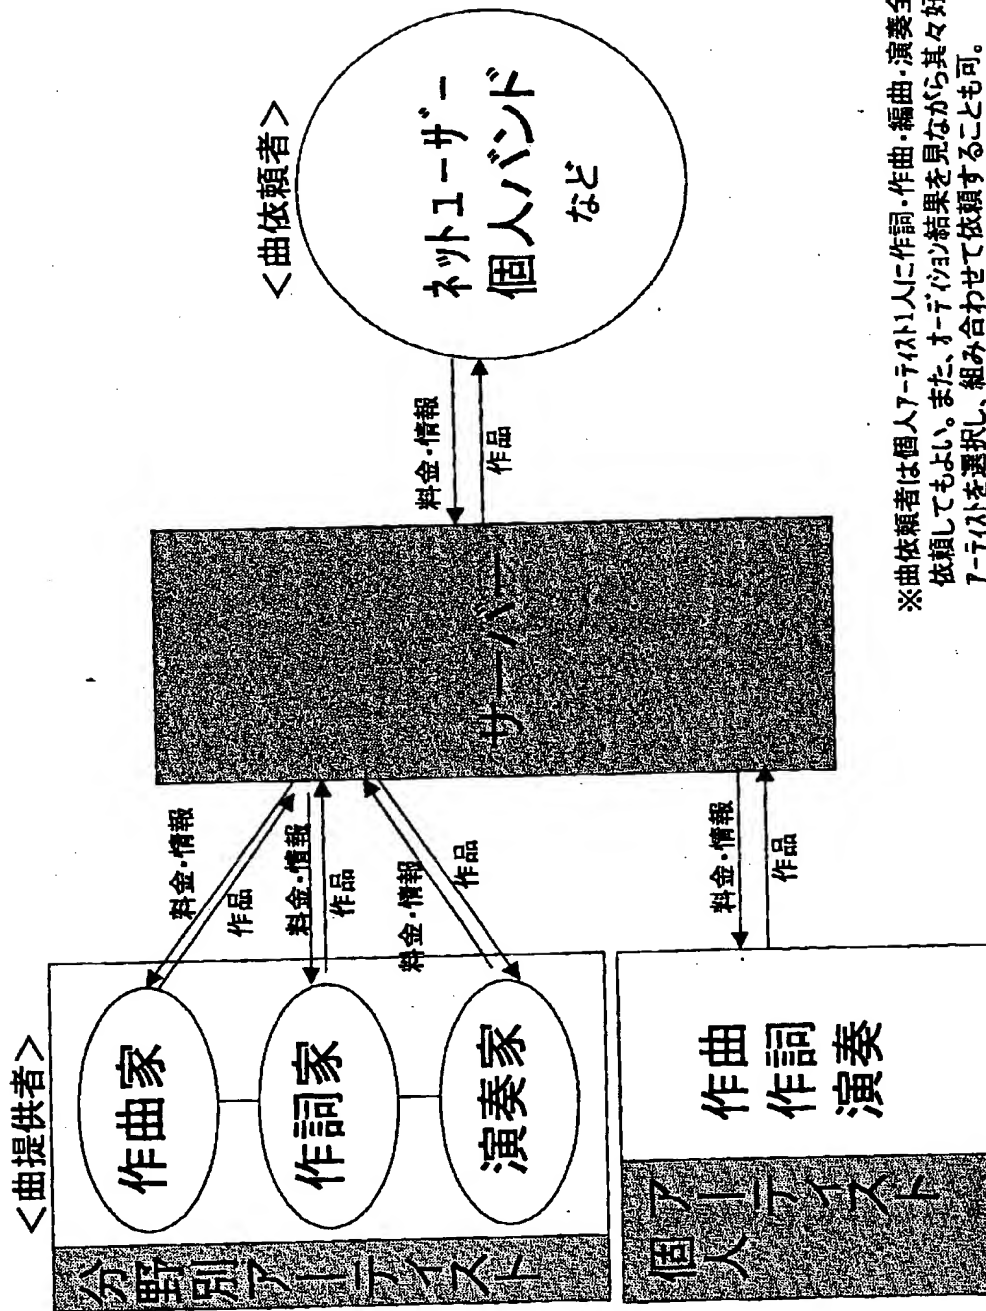 <曲提供者>
分野別アーティスト
作曲家
作詞家
演奏家
個人
アーティスト
作曲
作詞
演奏
料金・情報
作品
料金・情報
作品
料金・情報
作品
料金・情報
作品
サーバー
料金・情報
作品
<曲依頼者>
ネットユーザー
個人バンド
など
※曲依頼者は個人アーティスト1人に作詞・作曲・編曲・演奏全
依頼してもよい。また、オーディション結果を見ながら其々好
アーティストを選択し、組み合わせて依頼することも可。